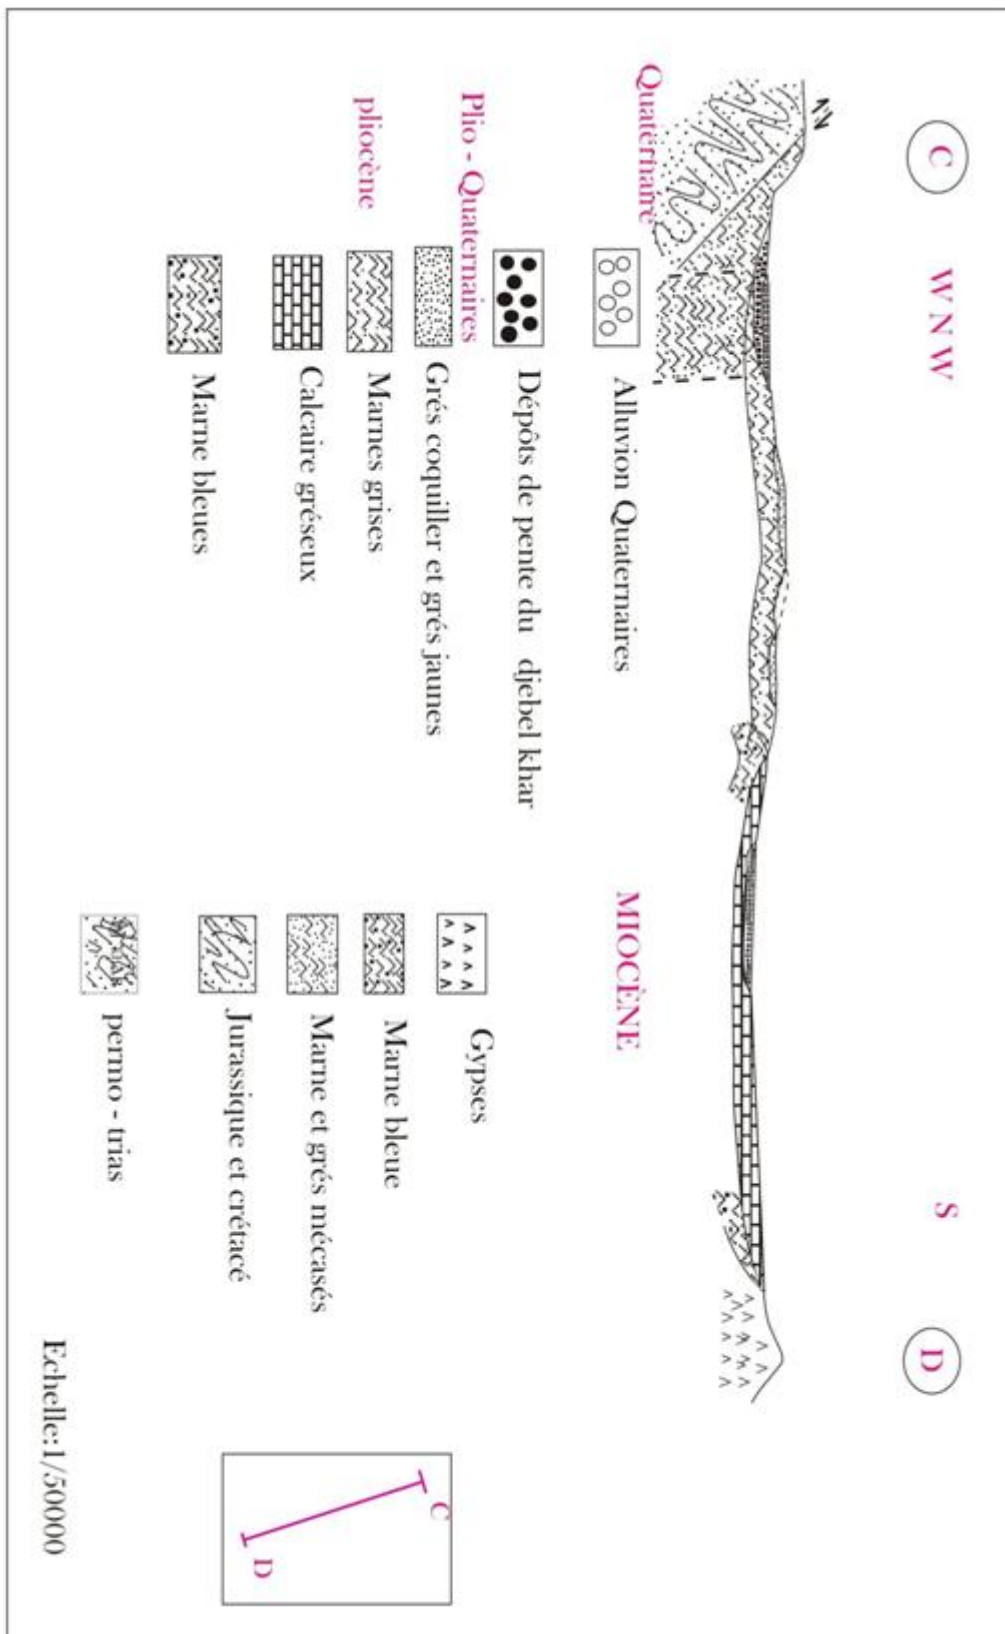 C
W N W
S
D
Quaternaire
Alluvion Quaternaires
Plio - Quaternaires
Dépôts de pente du djebel khar
Grés coquiller et grés jaunes
pliocène
Marnes grises
Calcaire gréseux
Marne bleues
MIOCÈNE
Gypses
Marne bleue
Marne et grés mécasés
Jurassique et crétacé
permo - trias
C
D
Echelle:1/50000